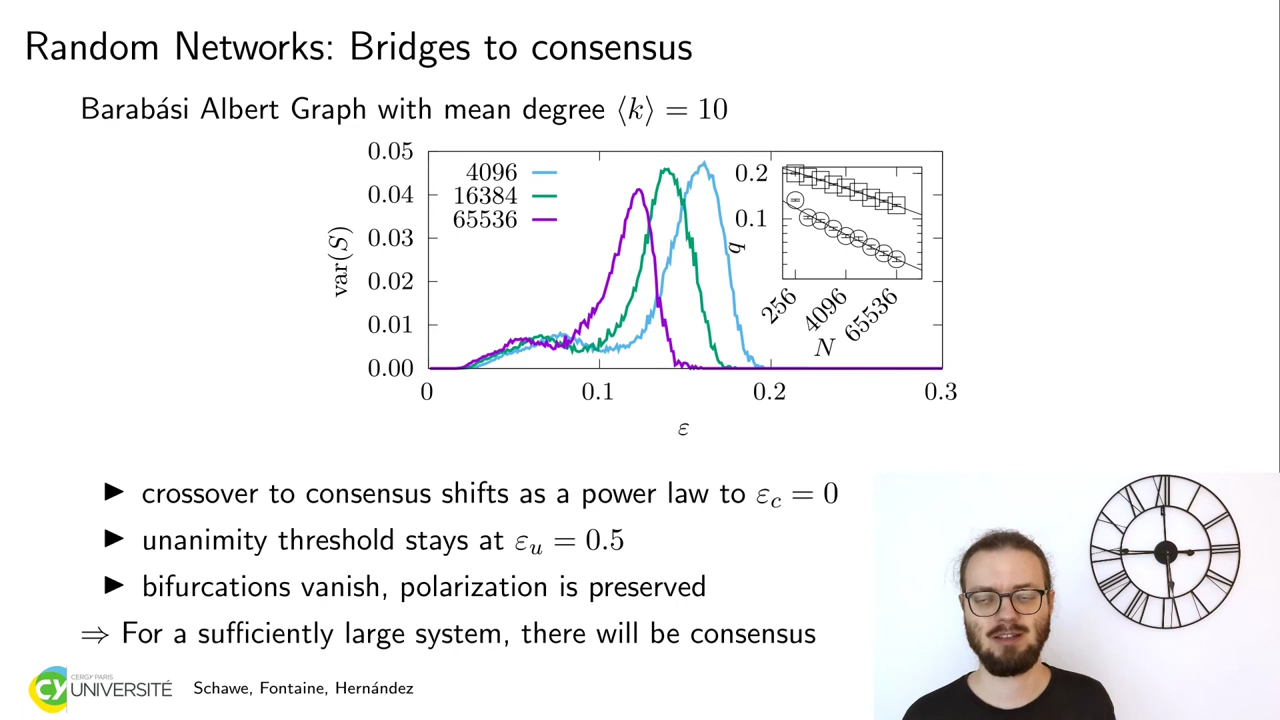 Random Networks: Bridges to consensus
Barabási Albert Graph with mean degree ⟨k⟩ = 10
0.05
0.04
0.03
0.02
0.01
0.00
var(S)
4096
16384
65536
0
0.1
0.2
0.3
ε
0.2
0.1
q
256
4096
65536
N
▶ crossover to consensus shifts as a power law to εc = 0
▶ unanimity threshold stays at εu = 0.5
▶ bifurcations vanish, polarization is preserved
⇒ For a sufficiently large system, there will be consensus
CY
CERGY PARIS
UNIVERSITÉ
Schawe, Fontaine, Hernández